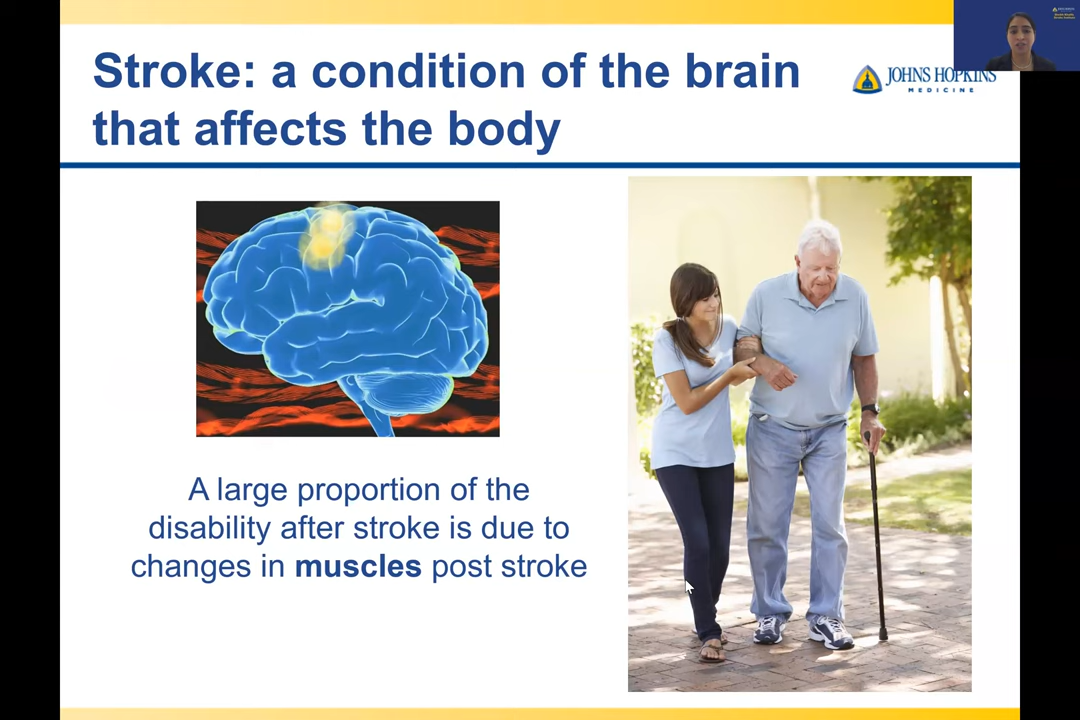 Stroke: a condition of the brain
that affects the body
JOHNS HOPKINS
MEDICINE
A large proportion of the
disability after stroke is due to
changes in muscles post stroke